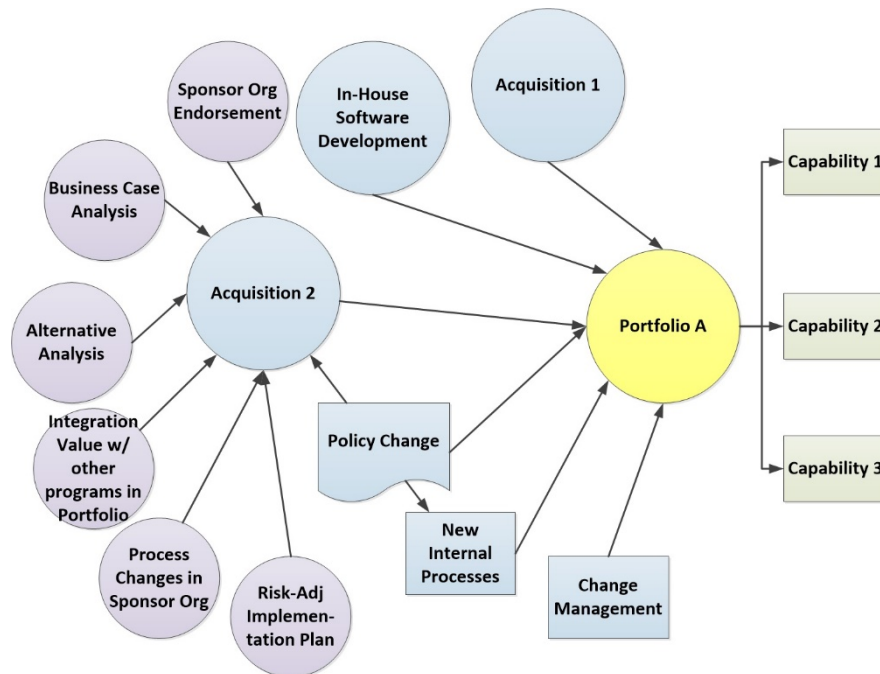 Sponsor Org
Endorsement
In-House
Software
Development
Acquisition 1
Capability 1
Business Case
Analysis
Acquisition 2
Portfolio A
Capability 2
Alternative
Analysis
Integration
Value w/
other
programs in
Portfolio
Policy Change
Capability 3
New
Internal
Processes
Process
Changes in
Sponsor Org
Risk-Adj
Implemen-
tation Plan
Change
Management